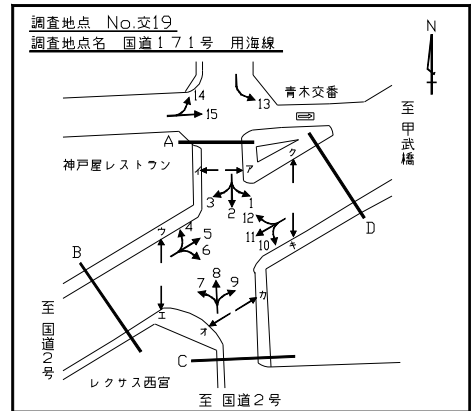 調査地点 No.交19
調査地点名 国道171号 用海線
N
14
15
13
青木交番
至 甲武橋
A
神戸屋レストラン
イ
ア
ク
3
2
1
12
11
10
D
ウ
4
5
6
キ
B
7
8
9
カ
エ
オ
至 国道2号
C
レクサス西宮
至 国道2号